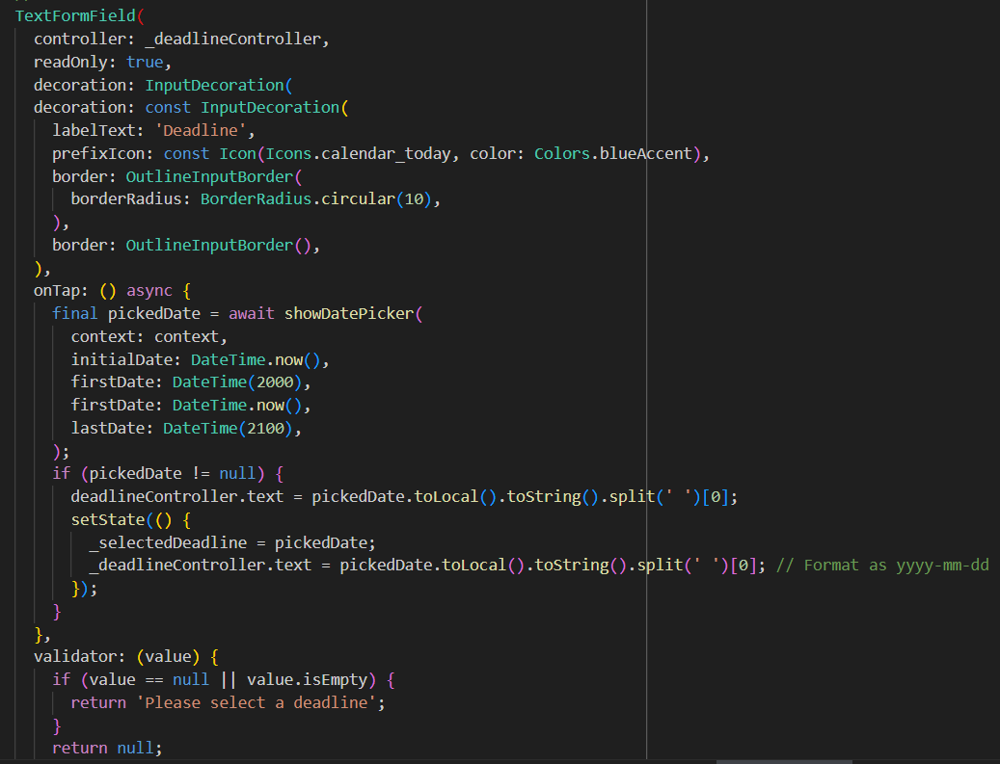 TextFormField(
  controller: _deadlineController,
  readOnly: true,
  decoration: InputDecoration(
  decoration: const InputDecoration(
    labelText: 'Deadline',
    prefixIcon: const Icon(Icons.calendar_today, color: Colors.blueAccent),
    border: OutlineInputBorder(
      borderRadius: BorderRadius.circular(10),
    ),
    border: OutlineInputBorder(),
  ),
  onTap: () async {
    final pickedDate = await showDatePicker(
      context: context,
      initialDate: DateTime.now(),
      firstDate: DateTime(2000),
      firstDate: DateTime.now(),
      lastDate: DateTime(2100),
    );
    if (pickedDate != null) {
      deadlineController.text = pickedDate.toLocal().toString().split(' ')[0];
      setState(() {
        _selectedDeadline = pickedDate;
        _deadlineController.text = pickedDate.toLocal().toString().split(' ')[0]; // Format as yyyy-mm-dd
      });
    }
  },
  validator: (value) {
    if (value == null || value.isEmpty) {
      return 'Please select a deadline';
    }
    return null;